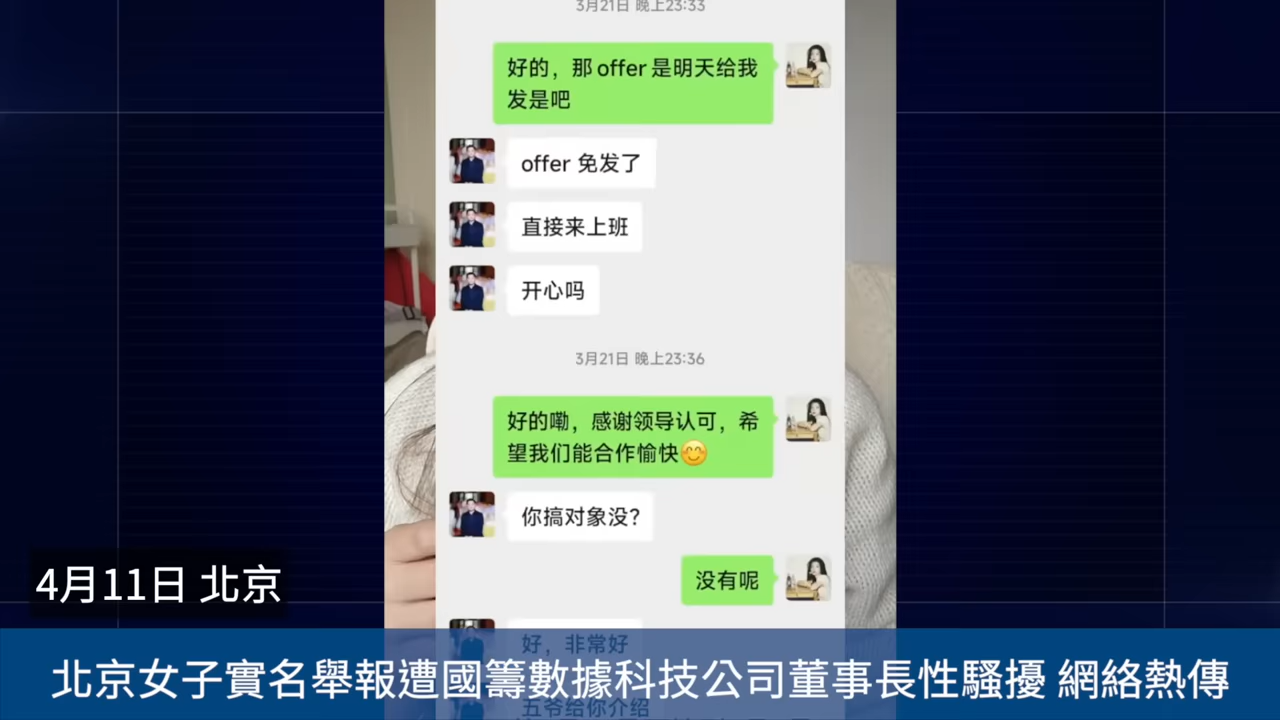 3月21日 晚上23:33
好的，那 offer 是明天给我
发是吧
offer 免发了
直接来上班
开心吗
3月21日 晚上23:36
好的嘞，感谢领导认可，希
望我们能合作愉快😊
你搞对象没？
没有呢
好，非常好
五爷给你介绍
4月11日 北京
北京女子實名舉報遭國籌數據科技公司董事長性騷擾 網絡熱傳